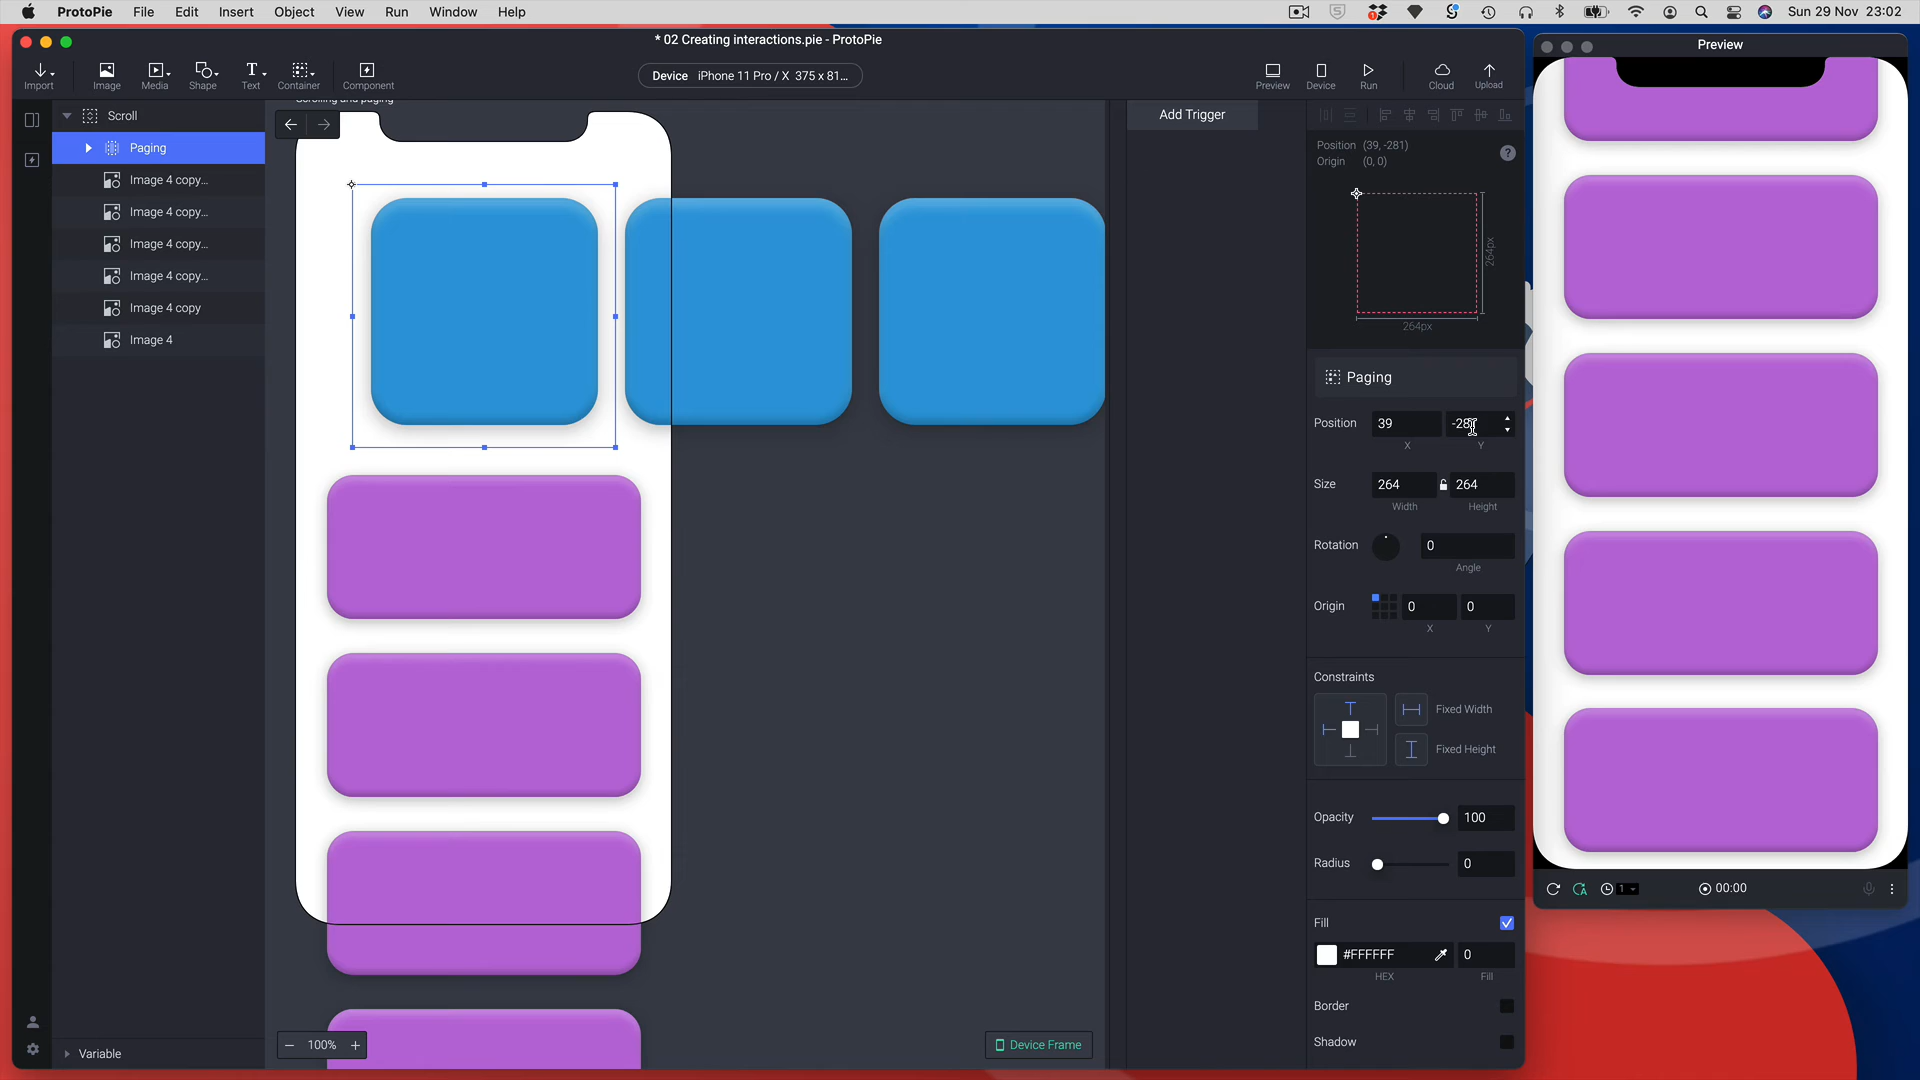 ProtoPie File Edit Insert Object View Run Window Help
Sun 29 Nov 23:02
* 02 Creating interactions.pie - ProtoPie
Preview
Import Image Media Shape Text Container Component
Device iPhone 11 Pro / X 375 x 81...
Preview Device Run Cloud Upload
Scroll
Paging
Image 4 copy...
Image 4 copy...
Image 4 copy...
Image 4 copy...
Image 4 copy
Image 4
Variable
Scrolling and paging
100%
Device Frame
Add Trigger
Position (39, -281)
Origin (0, 0)
?
264px
264px
Paging
Position 39 -281
X Y
Size 264 264
Width Height
Rotation 0
Angle
Origin 0 0
X Y
Constraints
Fixed Width
Fixed Height
Opacity 100
Radius 0
Fill
#FFFFFF 0
HEX Fill
Border
Shadow
1
00:00